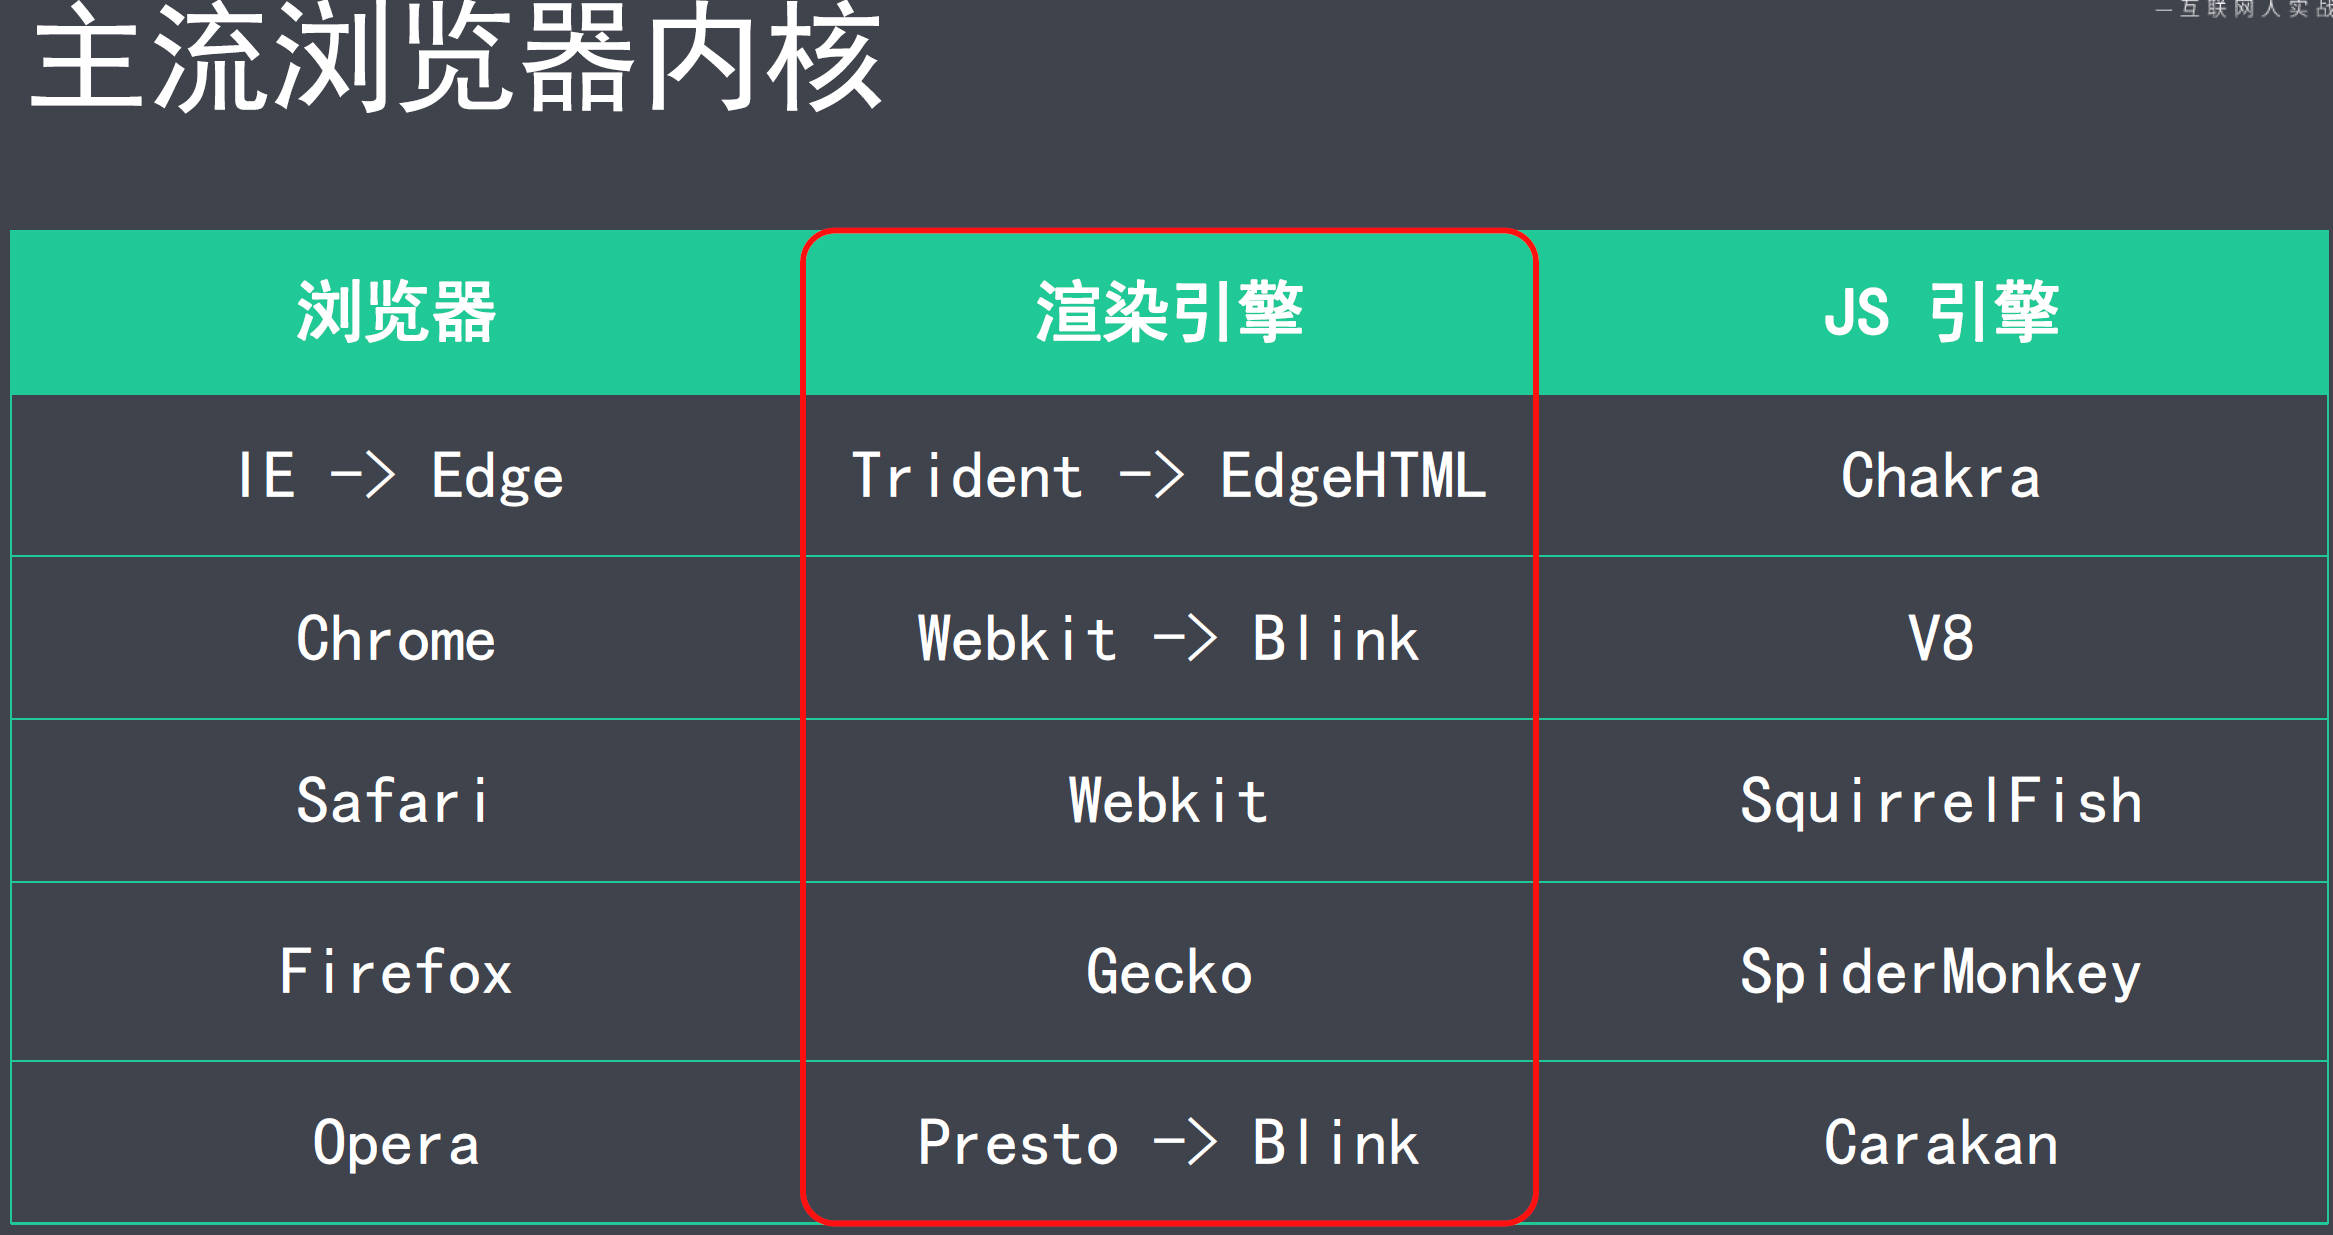 主流浏览器内核
—互联网人实战
浏览器 渲染引擎 JS 引擎
IE -> Edge Trident -> EdgeHTML Chakra
Chrome Webkit -> Blink V8
Safari Webkit SquirrelFish
Firefox Gecko SpiderMonkey
Opera Presto -> Blink Carakan